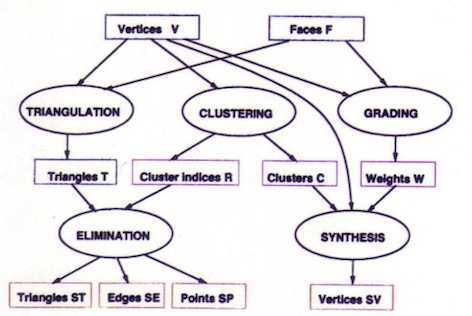 Vertices V
Faces F
TRIANGULATION
CLUSTERING
GRADING
Triangles T
Cluster indices R
Clusters C
Weights W
ELIMINATION
SYNTHESIS
Triangles ST
Edges SE
Points SP
Vertices SV